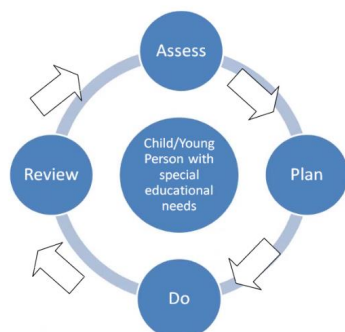 Assess
Child/Young
Person with
special
educational
needs
Review
Plan
Do